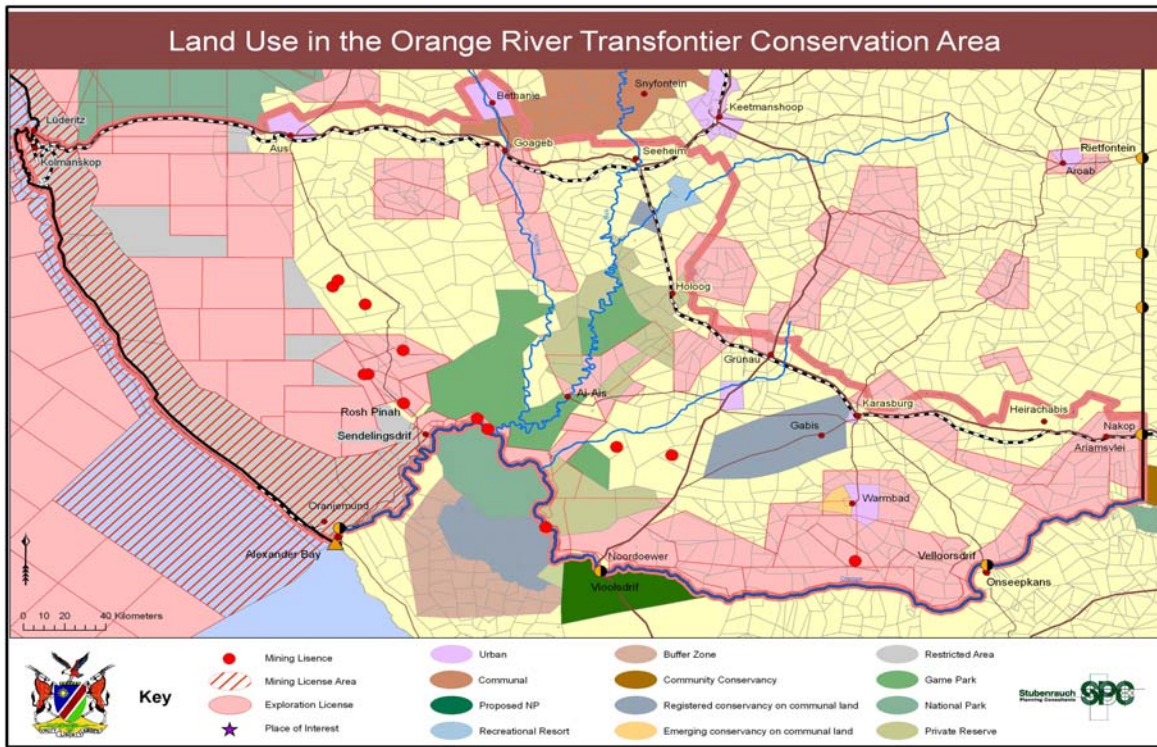 Land Use in the Orange River Transfontier Conservation Area
Snyfontein
Bethanie
Keetmanshoop
Lüderitz
Aus
Goageb
Seeheim
Rietfontein
Kolmanskop
Aroab
Holoog
Grünau
Ai-Ais
Rosh Pinah
Karasburg
Heirachabis
Sendelingsdrif
Gabis
Nakop
Ariamsvlei
Oranjemund
Warmbad
Alexander Bay
Noordoewer
Velloorsdrif
Vioolsdrif
Onseepkans
0 10 20 40 Kilometers
Key
Mining Lisence
Urban
Buffer Zone
Restricted Area
Mining License Area
Communal
Community Conservancy
Game Park
Exploration License
Proposed NP
Registered conservancy on communal land
National Park
Place of Interest
Recreational Resort
Emerging conservancy on communal land
Private Reserve
Stubenrauch
Planning Consultants
SPC